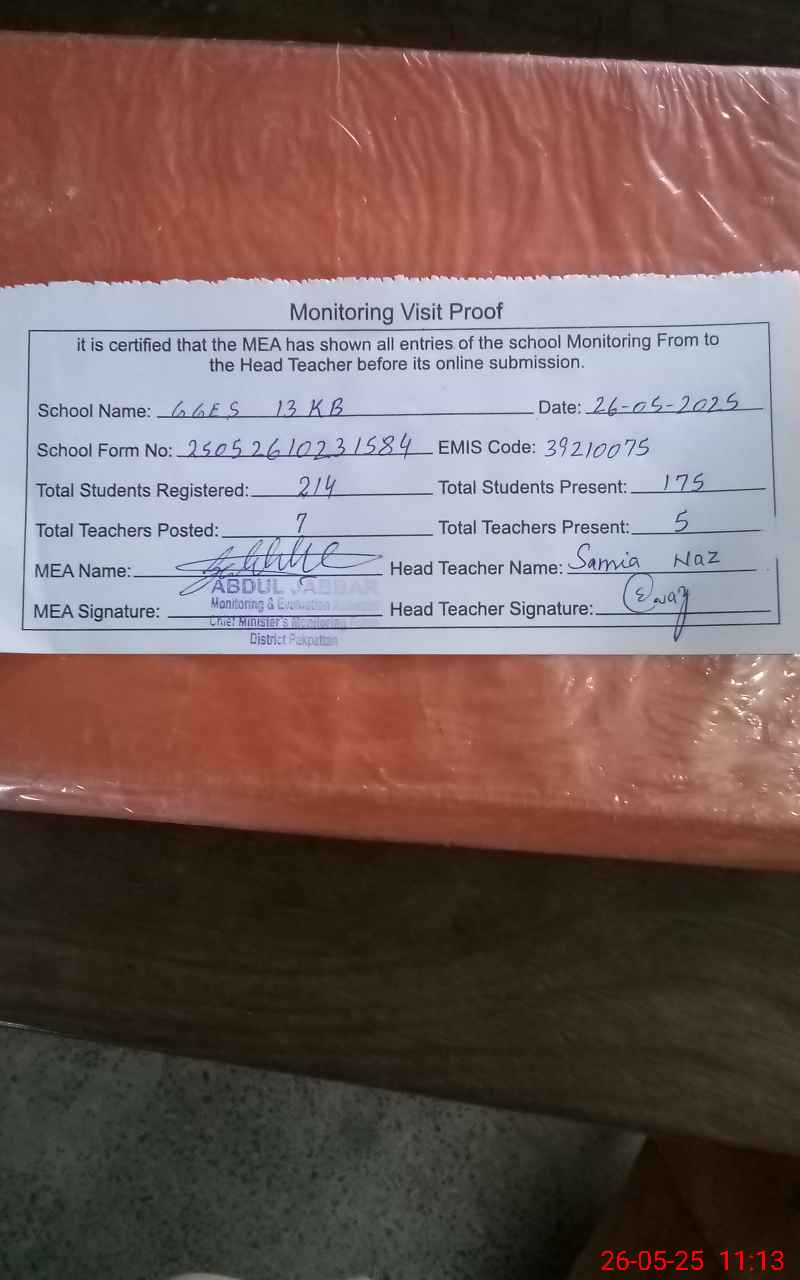 Monitoring Visit Proof
it is certified that the MEA has shown all entries of the school Monitoring From to
the Head Teacher before its online submission.
School Name: GGES 13 KB Date: 26-05-2025
School Form No: 25052610231584 EMIS Code: 39210075
Total Students Registered: 214 Total Students Present: 175
Total Teachers Posted: 7 Total Teachers Present: 5
MEA Name: Head Teacher Name: Samia Naz
ABDUL JABBAR
MEA Signature: Monitoring & Evaluation Head Teacher Signature:
Chief Minister's Monitoring
District Pakpattan
26-05-25 11:13